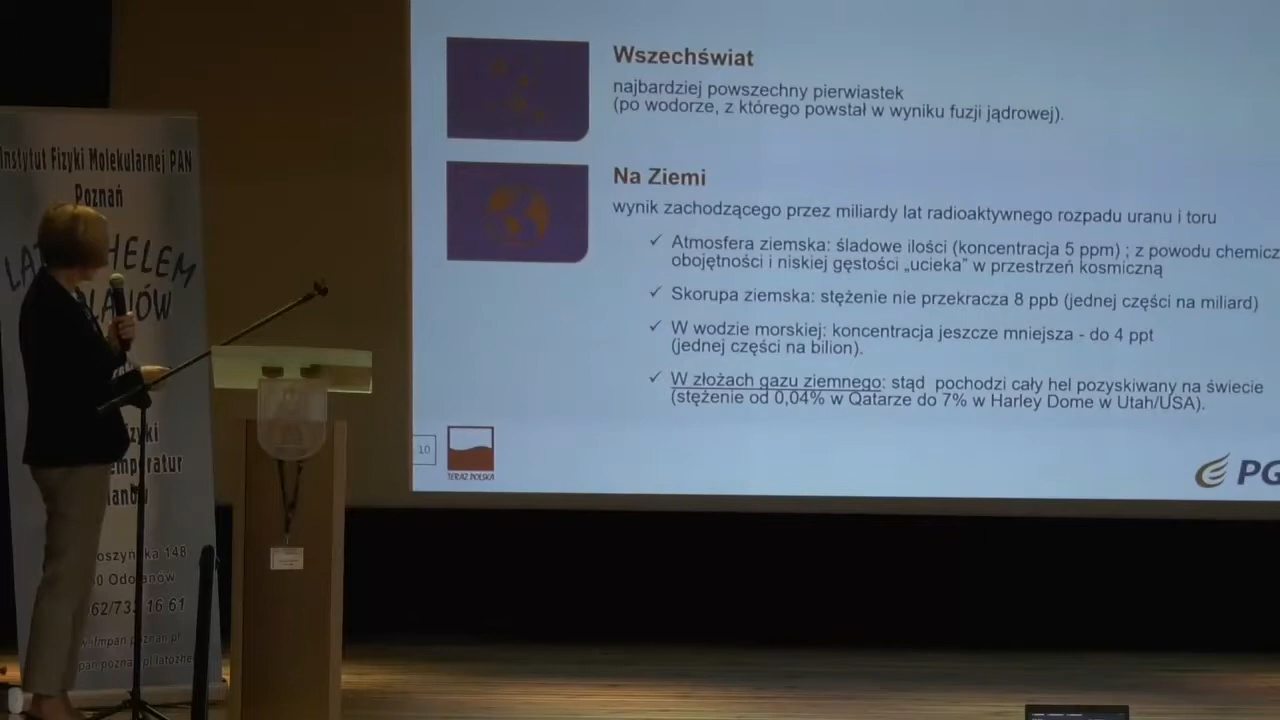 Instytut Fizyki Molekularnej PAN
Poznań
HELEM
ANÓW
148
62/73 16 61
Wszechświat
najbardziej powszechny pierwiastek
(po wodorze, z którego powstał w wyniku fuzji jądrowej).
Na Ziemi
wynik zachodzącego przez miliardy lat radioaktywnego rozpadu uranu i toru
✓ Atmosfera ziemska: śladowe ilości (koncentracja 5 ppm) ; z powodu chemicz
obojętności i niskiej gęstości „ucieka” w przestrzeń kosmiczną
✓ Skorupa ziemska: stężenie nie przekracza 8 ppb (jednej części na miliard)
✓ W wodzie morskiej: koncentracja jeszcze mniejsza - do 4 ppt
(jednej części na bilion).
✓ W złożach gazu ziemnego: stąd pochodzi cały hel pozyskiwany na świecie
(stężenie od 0,04% w Qatarze do 7% w Harley Dome w Utah/USA).
10
TERAZ POLSKA
PG